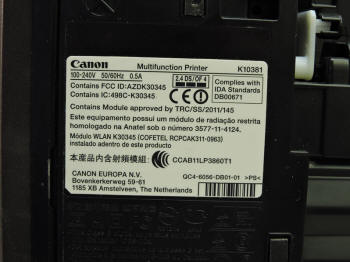 Canon Multifunction Printer K10381
100-240V 50/60Hz 0.5A
2.4 DS/OF 4
Complies with
IDA Standards
DB00671
Contains FCC ID:AZDK30345
Contains IC:498C-K30345
CE
Contains Module approved by TRC/SS/2011/145
Este equipamento possui um módulo de radiação restrita
homologado na Anatel sob o número 3577-11-4124.
Módulo WLAN K30345 (COFETEL RCPCAK311-0963)
instalado adentro de este producto
本産品內含射頻模組: CCAB11LP3860T1
CANON EUROPA N.V.
Bovenkerkerweg 59-61
1185 XB Amstelveen, The Netherlands
QC4-6056-DB01-01 >PS<